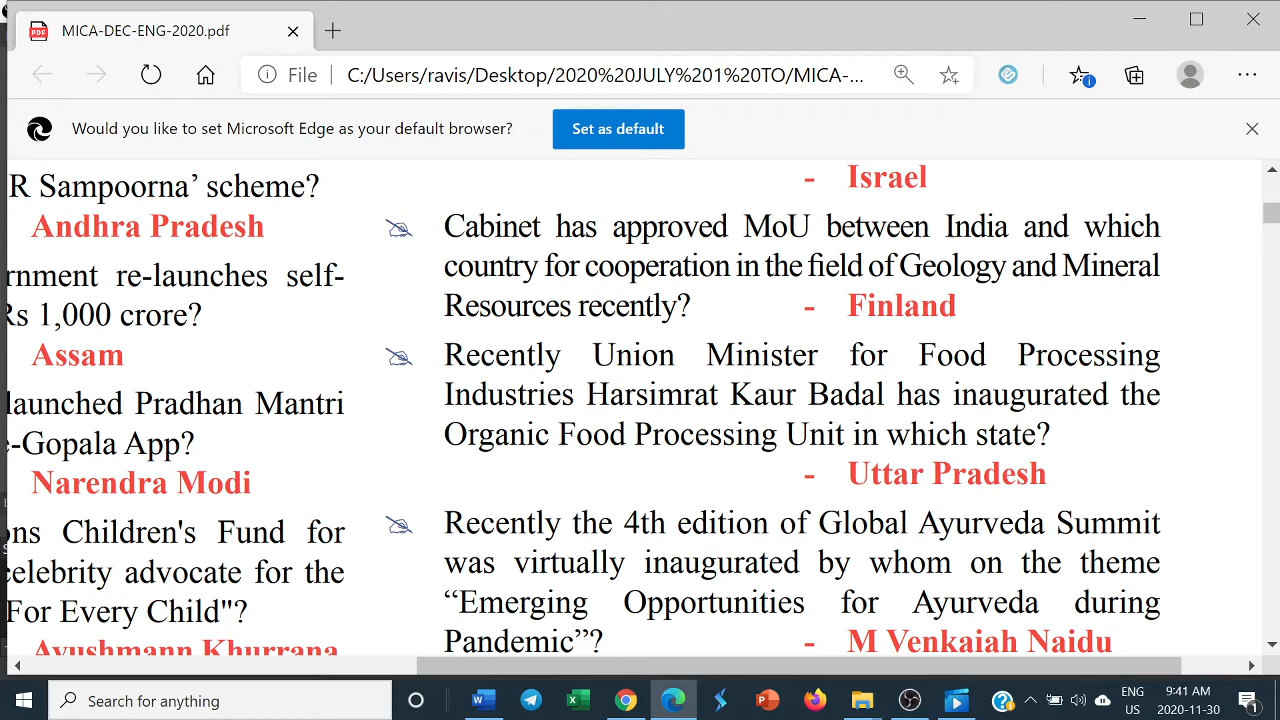 MICA-DEC-ENG-2020.pdf
File
C:/Users/ravis/Desktop/2020%20JULY%201%20TO/MICA-...
Would you like to set Microsoft Edge as your default browser?
Set as default
R Sampoorna’ scheme?
Andhra Pradesh
rnment re-launches self-
Rs 1,000 crore?
Assam
launched Pradhan Mantri
e-Gopala App?
Narendra Modi
ons Children's Fund for
celebrity advocate for the
For Every Child"?
Ayushmann Khurrana
- Israel
Cabinet has approved MoU between India and which
country for cooperation in the field of Geology and Mineral
Resources recently? - Finland
Recently Union Minister for Food Processing
Industries Harsimrat Kaur Badal has inaugurated the
Organic Food Processing Unit in which state?
- Uttar Pradesh
Recently the 4th edition of Global Ayurveda Summit
was virtually inaugurated by whom on the theme
“Emerging Opportunities for Ayurveda during
Pandemic”? - M Venkaiah Naidu
Search for anything
ENG
US
9:41 AM
2020-11-30
1